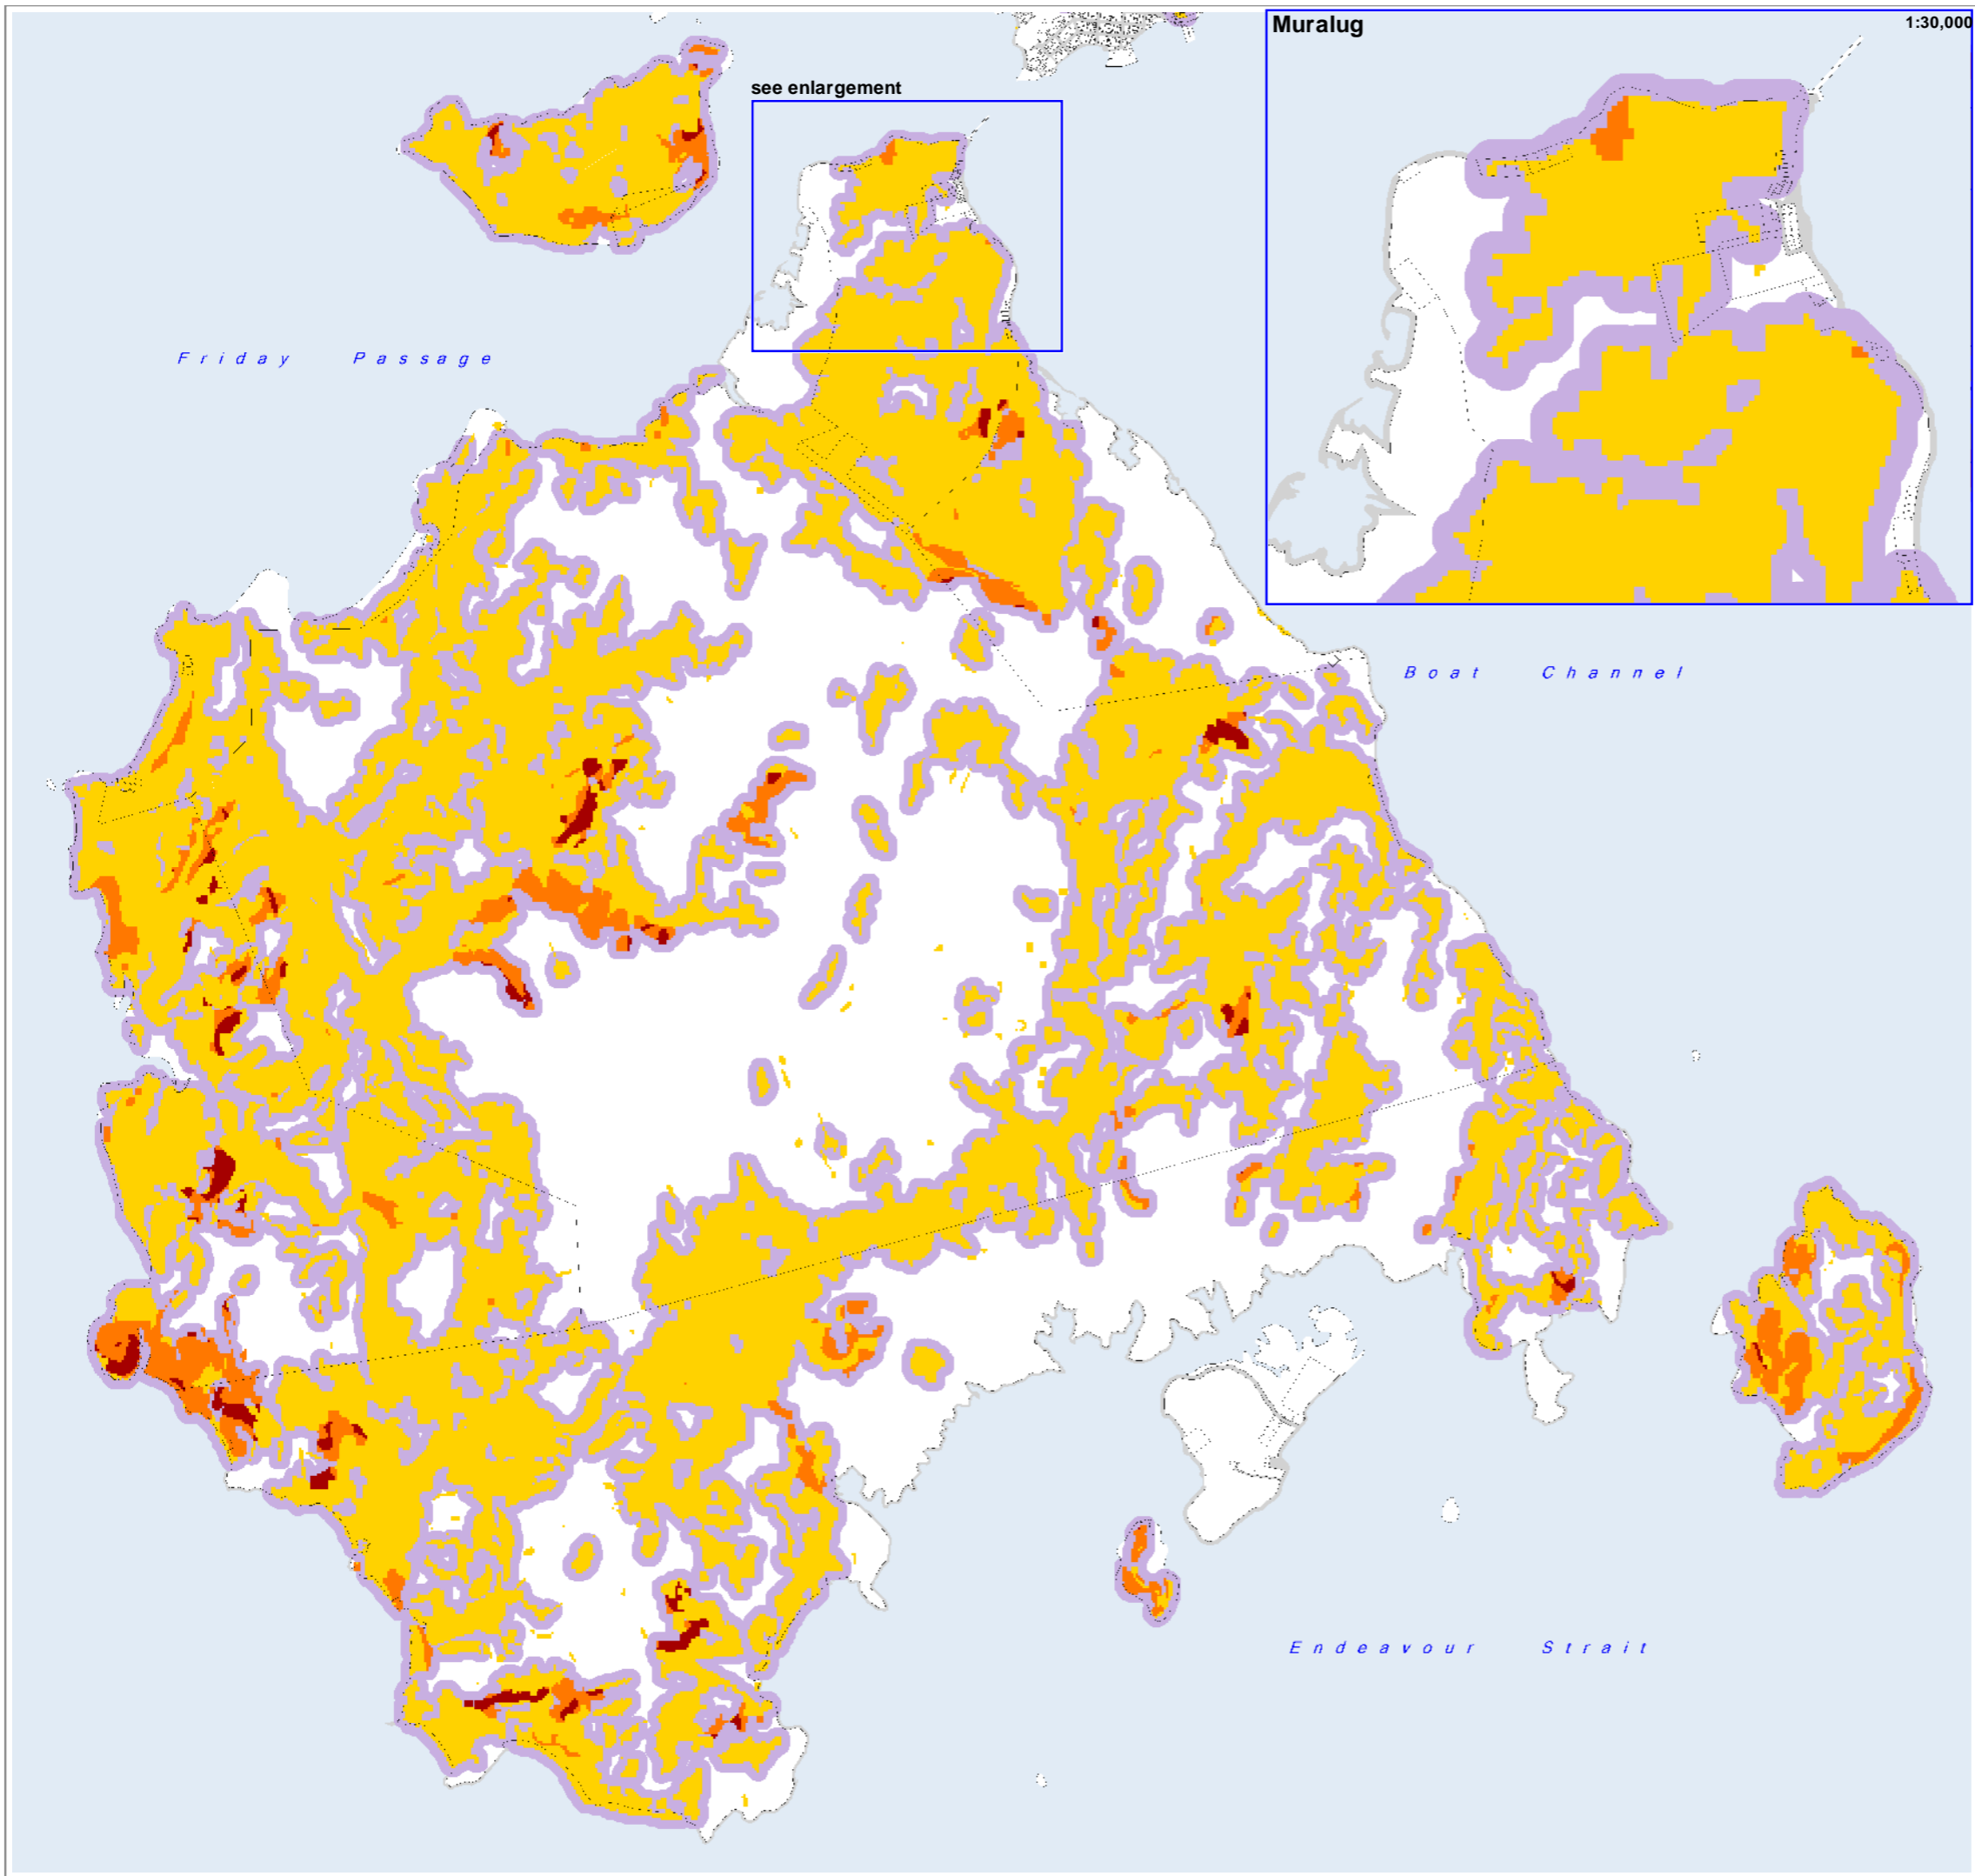 Muralug
1:30,000
see enlargement
Friday Passage
Boat Channel
Endeavour Strait